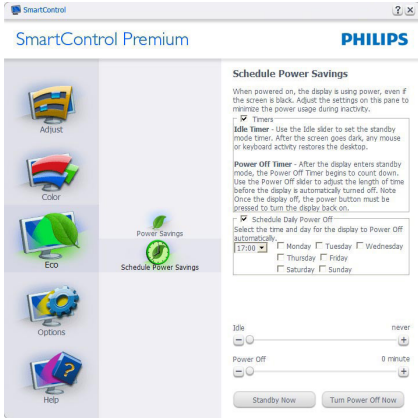 SmartControl
SmartControl Premium
PHILIPS
Adjust
Color
Eco
Options
Help
Power Savings
Schedule Power Savings
Schedule Power Savings
When powered on, the display is using power, even if
the screen is black. Adjust the settings on this pane to
minimize the power usage during inactivity.
Timers
Idle Timer - Use the Idle slider to set the standby
mode timer. After the screen goes dark, any mouse
or keyboard activity restores the desktop.
Power Off Timer - After the display enters standby
mode, the Power Off Timer begins to count down.
Use the Power Off slider to adjust the length of time
before the display is automatically turned off. Note
Once the display off, the power button must be
pressed to turn the display back on.
Schedule Daily Power Off
Select the time and day for the display to Power Off
automatically.
17:00 Monday Tuesday Wednesday
Thursday Friday
Saturday Sunday
Idle never
Power Off 0 minute
Standby Now Turn Power Off Now